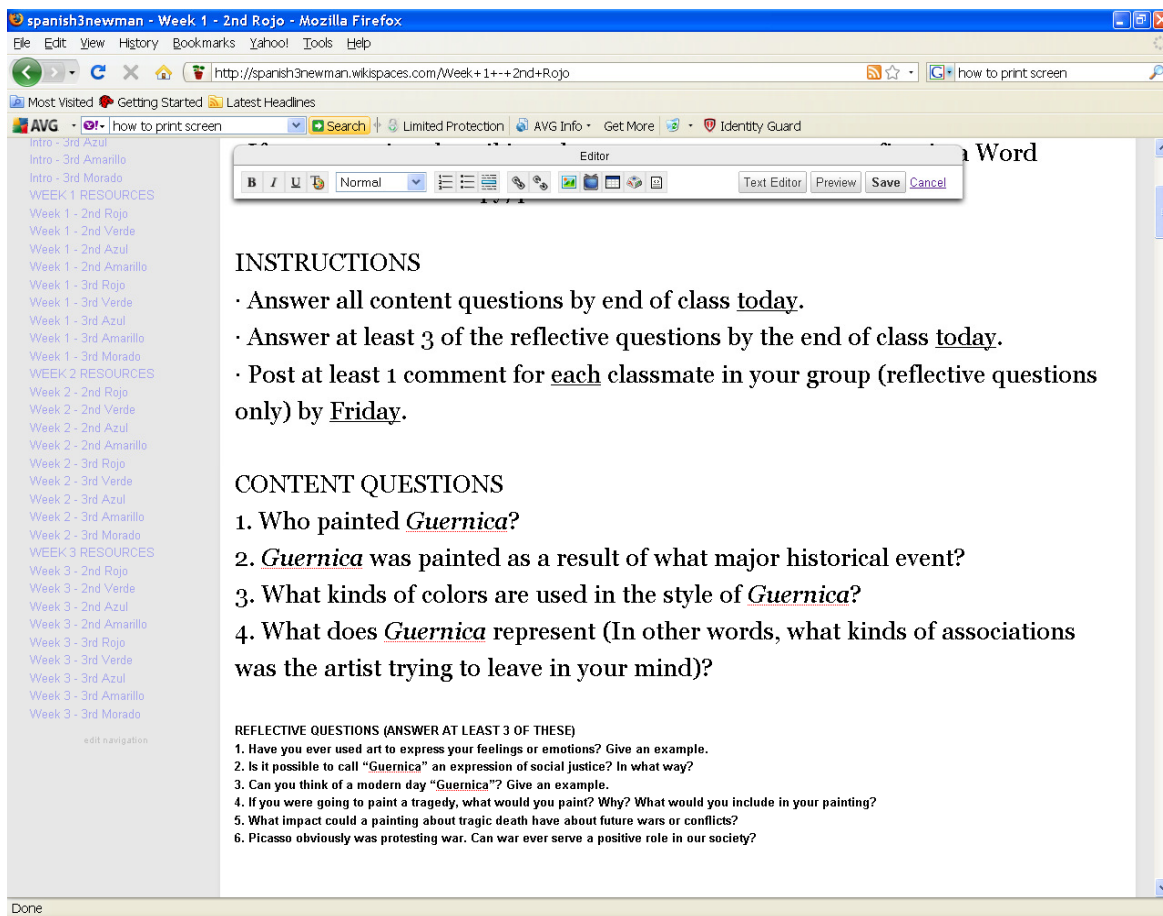 spanish3newman - Week 1 - 2nd Rojo - Mozilla Firefox
File Edit View History Bookmarks Yahoo! Tools Help
http://spanish3newman.wikispaces.com/Week+1+-+2nd+Rojo
how to print screen
Most Visited Getting Started Latest Headlines
AVG how to print screen Search Limited Protection AVG Info Get More Identity Guard
Intro - 3rd Azul
Intro - 3rd Amarillo
Intro - 3rd Morado
WEEK 1 RESOURCES
Week 1 - 2nd Rojo
Week 1 - 2nd Verde
Week 1 - 2nd Azul
Week 1 - 2nd Amarillo
Week 1 - 3rd Rojo
Week 1 - 3rd Verde
Week 1 - 3rd Azul
Week 1 - 3rd Amarillo
Week 1 - 3rd Morado
WEEK 2 RESOURCES
Week 2 - 2nd Rojo
Week 2 - 2nd Verde
Week 2 - 2nd Azul
Week 2 - 2nd Amarillo
Week 2 - 3rd Rojo
Week 2 - 3rd Verde
Week 2 - 3rd Azul
Week 2 - 3rd Amarillo
Week 2 - 3rd Morado
WEEK 3 RESOURCES
Week 3 - 2nd Rojo
Week 3 - 2nd Verde
Week 3 - 2nd Azul
Week 3 - 2nd Amarillo
Week 3 - 3rd Rojo
Week 3 - 3rd Verde
Week 3 - 3rd Azul
Week 3 - 3rd Amarillo
Week 3 - 3rd Morado
edit navigation
a Word
Editor
B I U Normal Text Editor Preview Save Cancel
INSTRUCTIONS
· Answer all content questions by end of class today.
· Answer at least 3 of the reflective questions by the end of class today.
· Post at least 1 comment for each classmate in your group (reflective questions
only) by Friday.
CONTENT QUESTIONS
1. Who painted Guernica?
2. Guernica was painted as a result of what major historical event?
3. What kinds of colors are used in the style of Guernica?
4. What does Guernica represent (In other words, what kinds of associations
was the artist trying to leave in your mind)?
REFLECTIVE QUESTIONS (ANSWER AT LEAST 3 OF THESE)
1. Have you ever used art to express your feelings or emotions? Give an example.
2. Is it possible to call “Guernica” an expression of social justice? In what way?
3. Can you think of a modern day “Guernica”? Give an example.
4. If you were going to paint a tragedy, what would you paint? Why? What would you include in your painting?
5. What impact could a painting about tragic death have about future wars or conflicts?
6. Picasso obviously was protesting war. Can war ever serve a positive role in our society?
Done